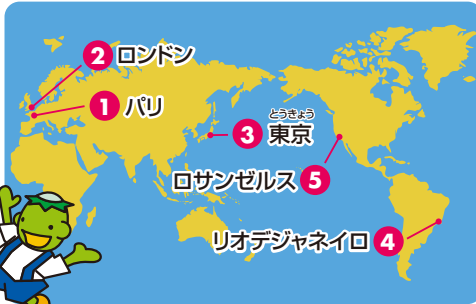 2 ロンドン
1 パリ
とうきょう
3 東京
ロサンゼルス 5
リオデジャネイロ 4